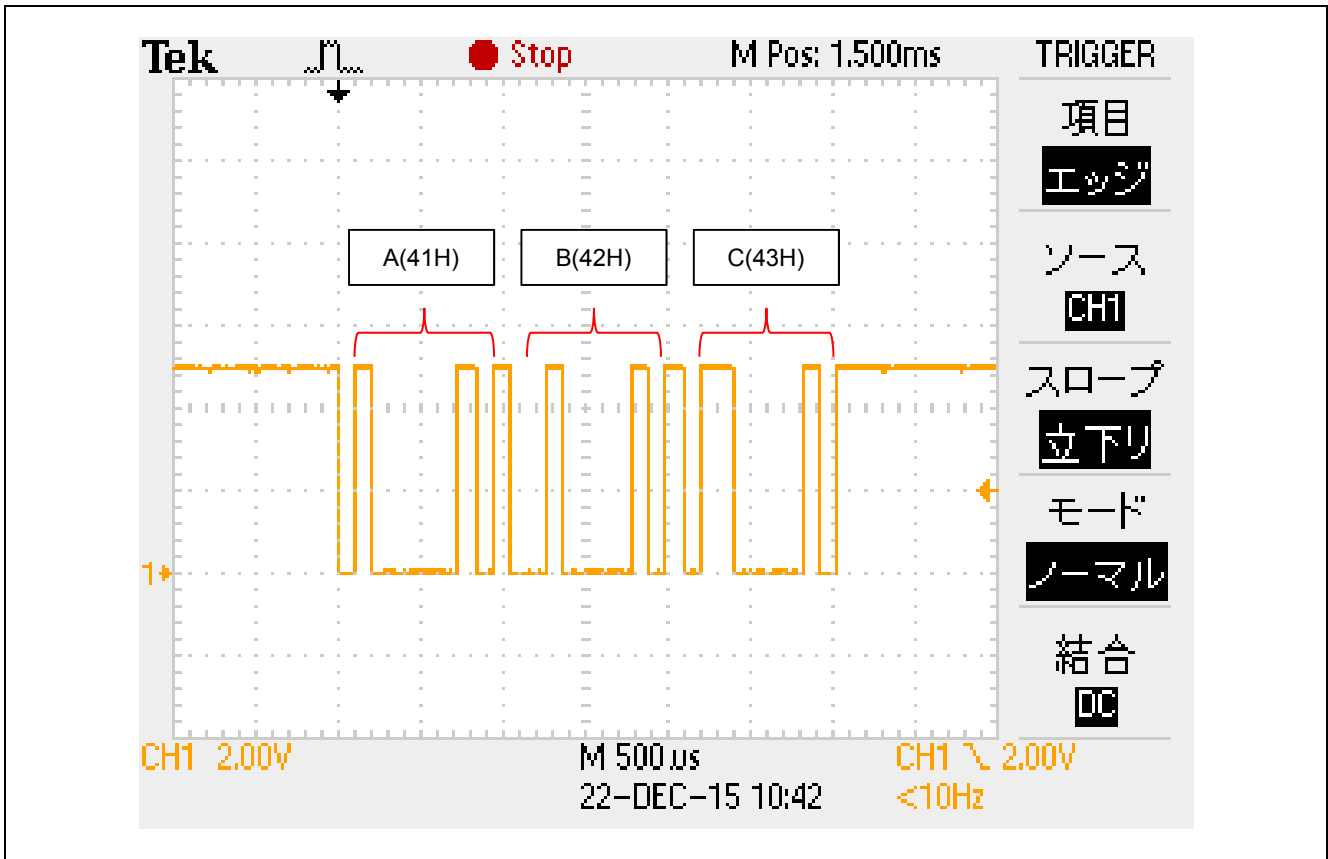 Tek Stop M Pos: 1.500ms TRIGGER
項目
エッジ
A(41H) B(42H) C(43H)
ソース
CH1
スロープ
立下り
モード
ノーマル
1
結合
DC
CH1 2.00V M 500us CH1 2.00V
22-DEC-15 10:42 <10Hz